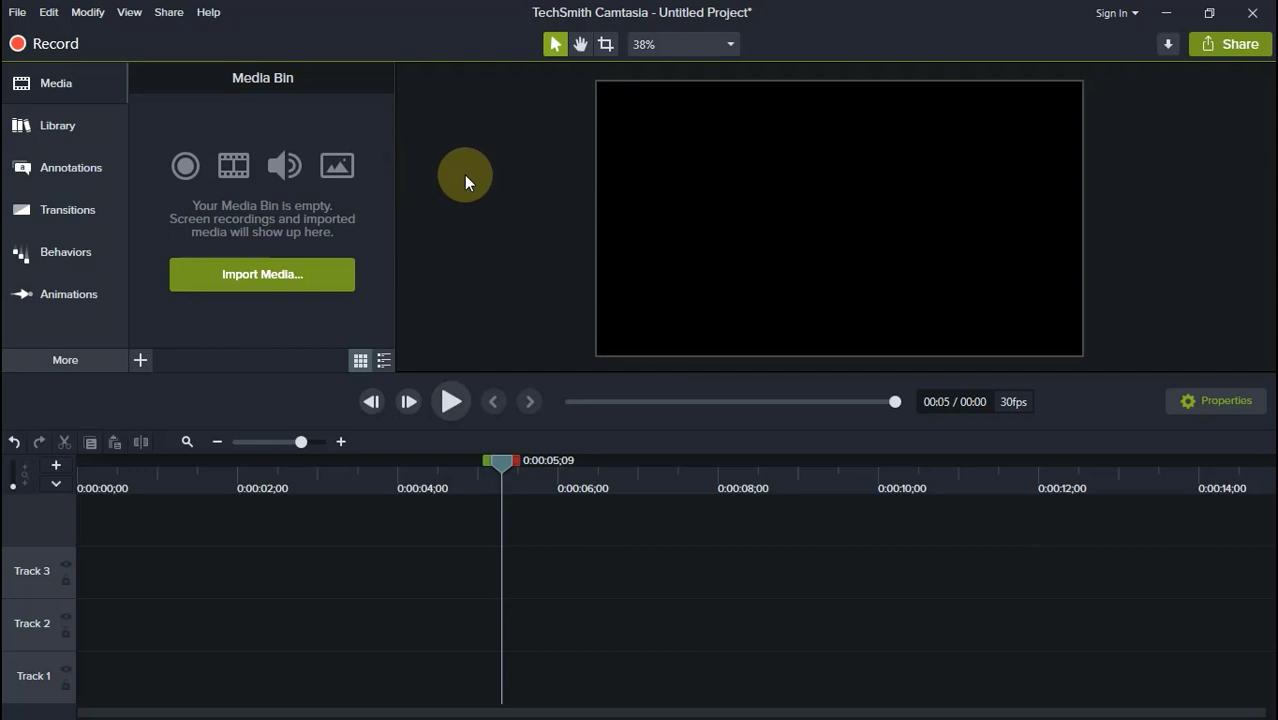 File Edit Modify View Share Help
TechSmith Camtasia - Untitled Project*
Sign In
Record
38%
Share
Media
Media Bin
Library
Annotations
Transitions
Behaviors
Animations
Your Media Bin is empty.
Screen recordings and imported
media will show up here.
Import Media...
More
00:05 / 00:00 30fps
Properties
0:00:05;09
0:00:00;00 0:00:02;00 0:00:04;00 0:00:06;00 0:00:08;00 0:00:10;00 0:00:12;00 0:00:14;00
Track 3
Track 2
Track 1